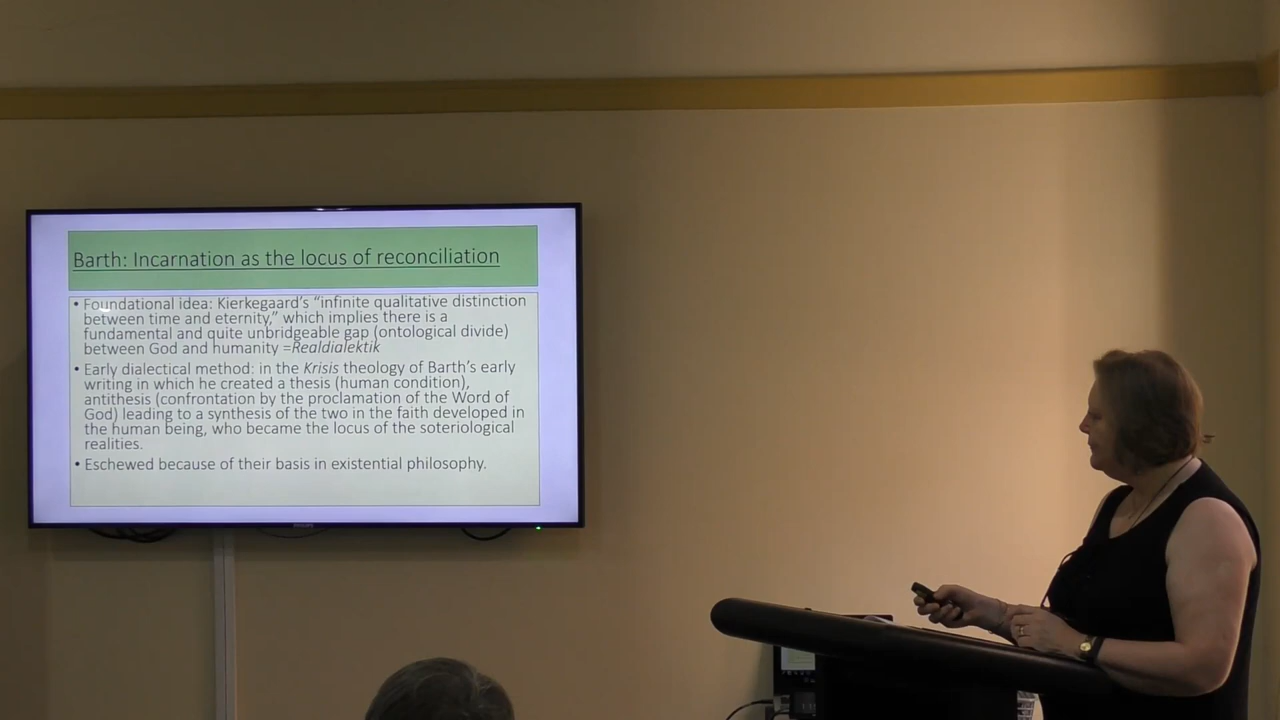 Barth: Incarnation as the locus of reconciliation
• Foundational idea: Kierkegaard's “infinite qualitative distinction
between time and eternity,” which implies there is a
fundamental and quite unbridgeable gap (ontological divide)
between God and humanity =Realdialektik
• Early dialectical method: in the Krisis theology of Barth's early
writing in which he created a thesis (human condition),
antithesis (confrontation by the proclamation of the Word of
God) leading to a synthesis of the two in the faith developed in
the human being, who became the locus of the soteriological
realities.
• Eschewed because of their basis in existential philosophy.
PHILIPS